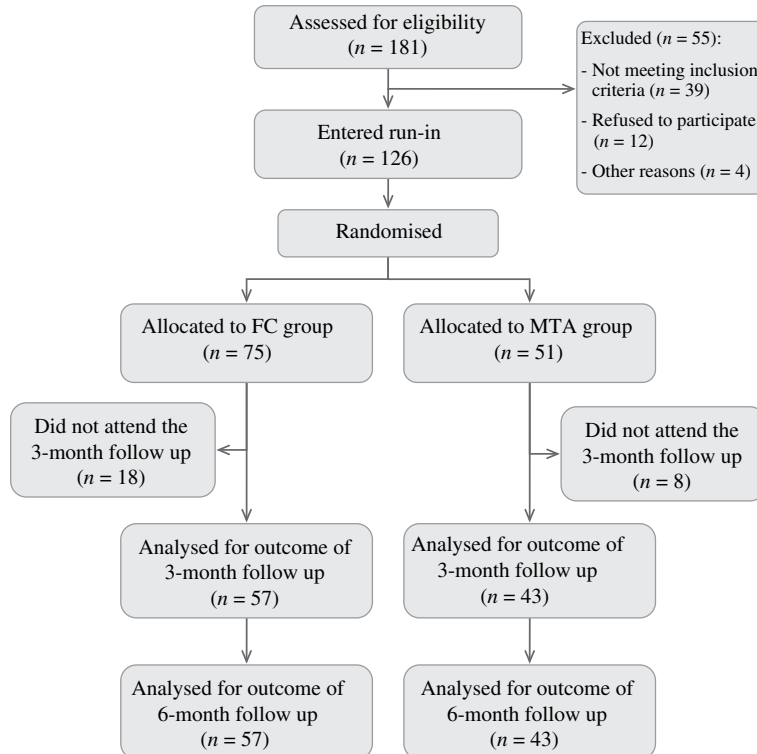 Assessed for eligibility
(n = 181)
Excluded (n = 55):
- Not meeting inclusion
criteria (n = 39)
- Refused to participate
(n = 12)
- Other reasons (n = 4)
Entered run-in
(n = 126)
Randomised
Allocated to FC group
(n = 75)
Allocated to MTA group
(n = 51)
Did not attend the
3-month follow up
(n = 18)
Did not attend the
3-month follow up
(n = 8)
Analysed for outcome of
3-month follow up
(n = 57)
Analysed for outcome of
3-month follow up
(n = 43)
Analysed for outcome of
6-month follow up
(n = 57)
Analysed for outcome of
6-month follow up
(n = 43)